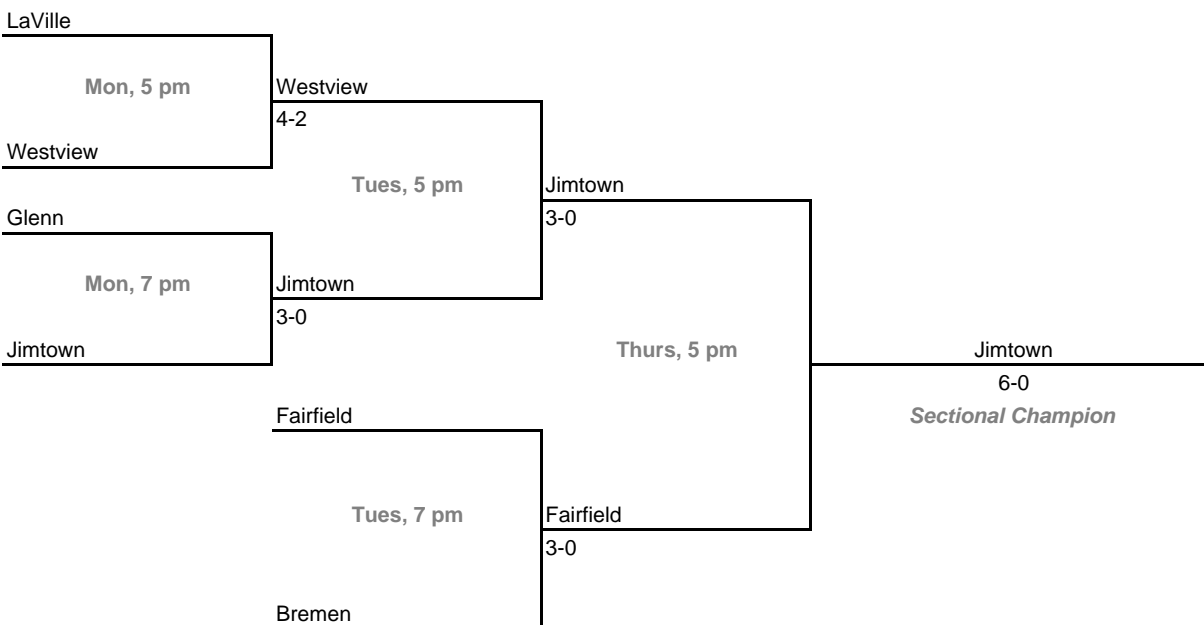 LaVille
Mon, 5 pm
Westview
4-2
Westview
Tues, 5 pm
Jimtown
3-0
Glenn
Mon, 7 pm
Jimtown
3-0
Jimtown
Thurs, 5 pm
Jimtown
6-0
Sectional Champion
Fairfield
Tues, 7 pm
Fairfield
3-0
Bremen